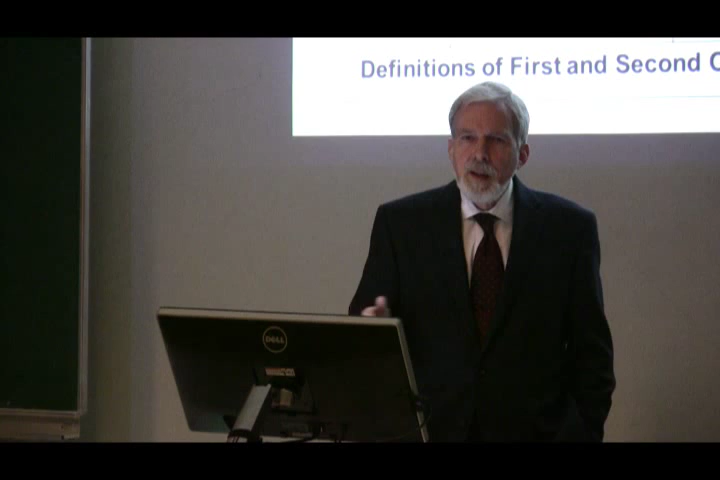 Definitions of First and Second
DELL